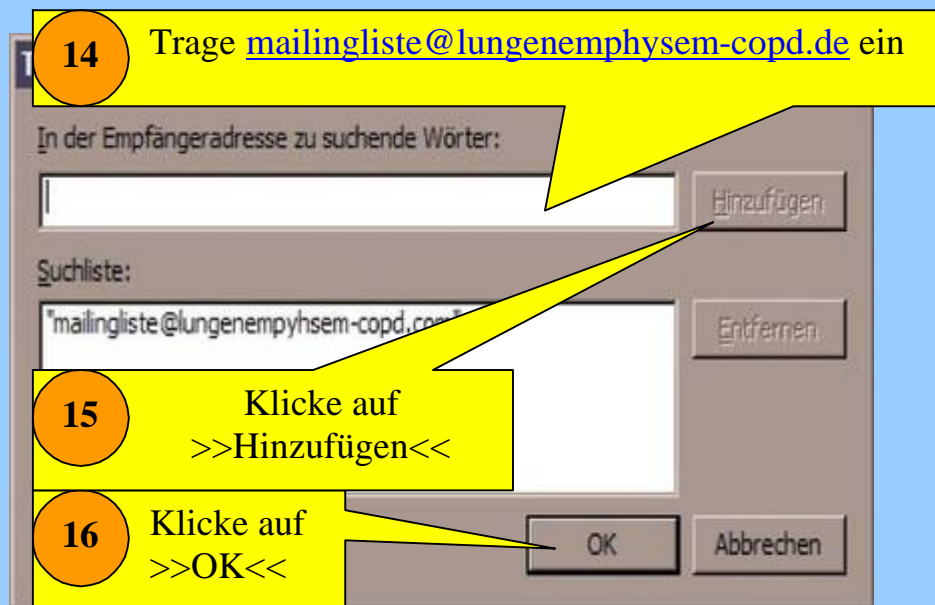 14
Trage mailingliste@lungenemphysem-copd.de ein
In der Empfängeradresse zu suchende Wörter:
Hinzufügen
Suchliste:
"mailingliste@lungenempyhsem-copd.com"
Entfernen
15
Klicke auf
>>Hinzufügen<<
16
Klicke auf
>>OK<<
OK
Abbrechen